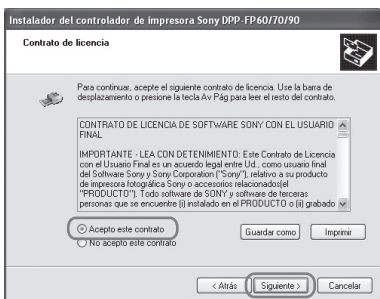 Instalador del controlador de impresora Sony DPP-FP60/70/90
Contrato de licencia
Para continuar, acepte el siguiente contrato de licencia. Use la barra de
desplazamiento o presione la tecla Av Pág para leer el resto del contrato.
CONTRATO DE LICENCIA DE SOFTWARE SONY CON EL USUARIO
FINAL
IMPORTANTE - LEA CON DETENIMIENTO: Este Contrato de Licencia
con el Usuario Final es un acuerdo legal entre Ud., como usuario final
del Software Sony y Sony Corporation ("Sony"), relativo a su producto
de impresora fotográfica Sony o accesorios relacionados(el
"PRODUCTO"). Todo software de SONY y software de terceras
personas que se encuentre (i) instalado en el PRODUCTO o (ii) grabado
Acepto este contrato
No acepto este contrato
Guardar como
Imprimir
< Atrás
Siguiente >
Cancelar